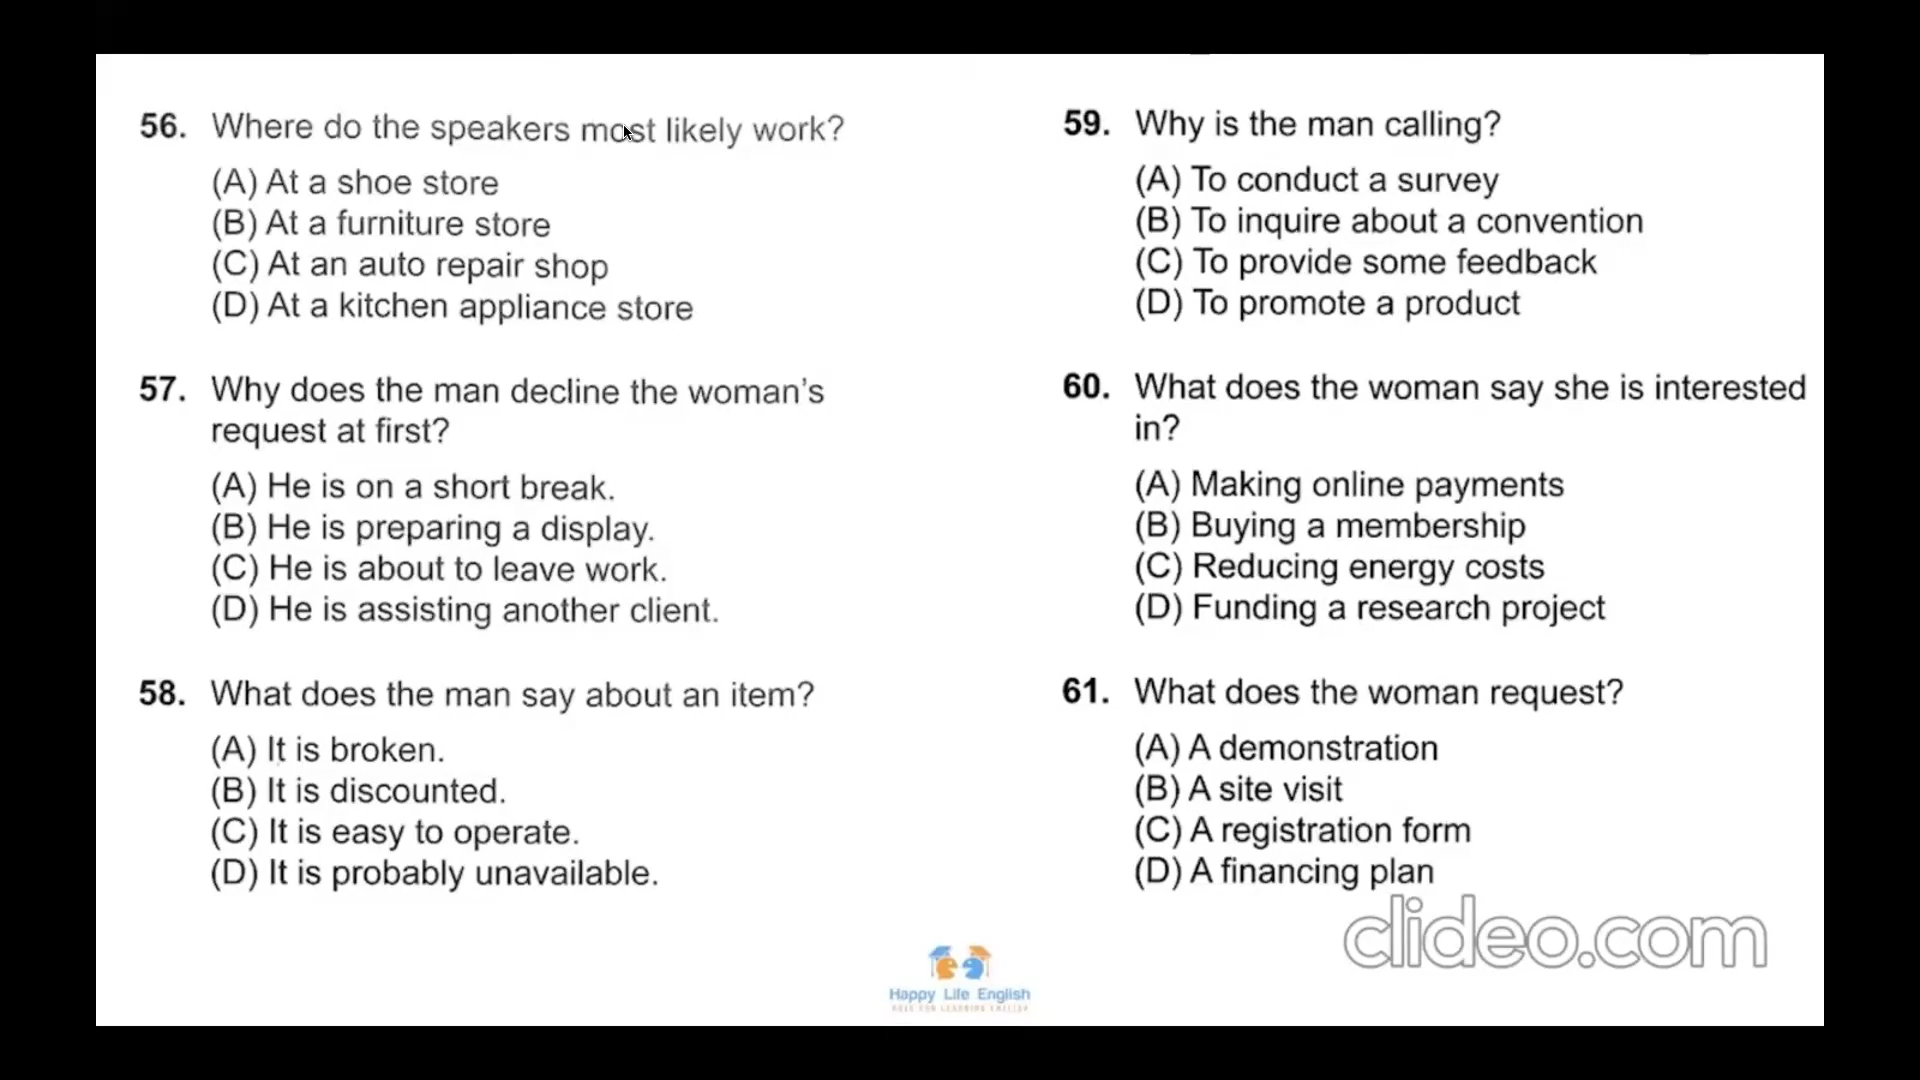 56. Where do the speakers most likely work?
(A) At a shoe store
(B) At a furniture store
(C) At an auto repair shop
(D) At a kitchen appliance store
57. Why does the man decline the woman's
request at first?
(A) He is on a short break.
(B) He is preparing a display.
(C) He is about to leave work.
(D) He is assisting another client.
58. What does the man say about an item?
(A) It is broken.
(B) It is discounted.
(C) It is easy to operate.
(D) It is probably unavailable.
59. Why is the man calling?
(A) To conduct a survey
(B) To inquire about a convention
(C) To provide some feedback
(D) To promote a product
60. What does the woman say she is interested
in?
(A) Making online payments
(B) Buying a membership
(C) Reducing energy costs
(D) Funding a research project
61. What does the woman request?
(A) A demonstration
(B) A site visit
(C) A registration form
(D) A financing plan
clideo.com
Happy Life English